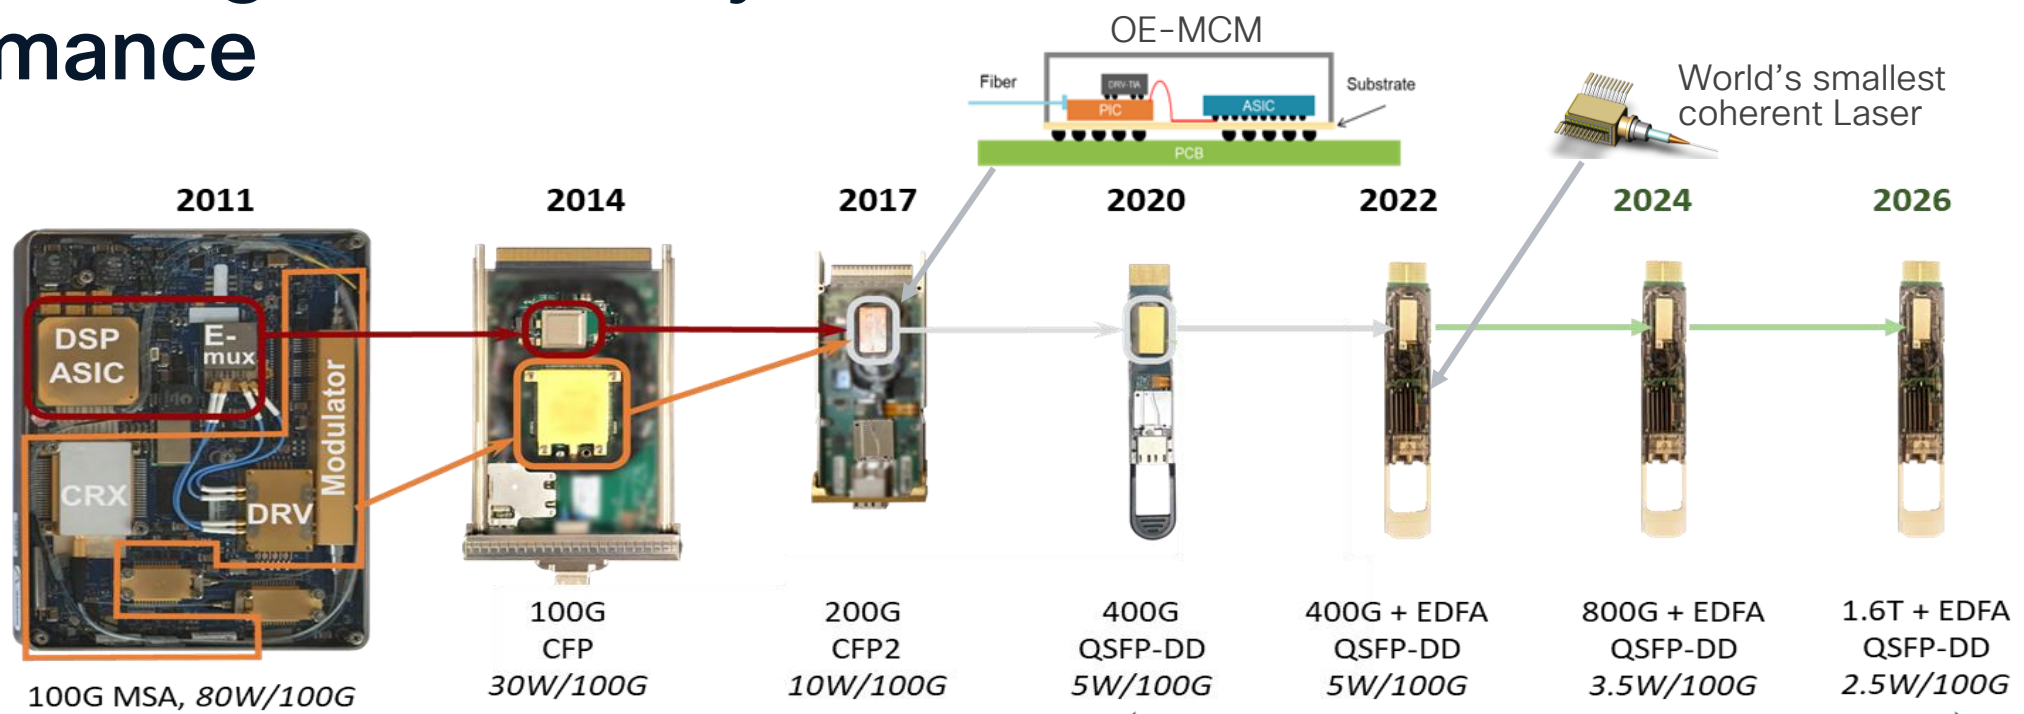 mance
OE-MCM
Fiber
DRV-TIA
PIC
ASIC
Substrate
PCB
World's smallest
coherent Laser
2011
2014
2017
2020
2022
2024
2026
DSP
ASIC
E-
mux
Modulator
CRX
DRV
100G MSA, 80W/100G
100G
CFP
30W/100G
200G
CFP2
10W/100G
400G
QSFP-DD
5W/100G
400G + EDFA
QSFP-DD
5W/100G
800G + EDFA
QSFP-DD
3.5W/100G
1.6T + EDFA
QSFP-DD
2.5W/100G